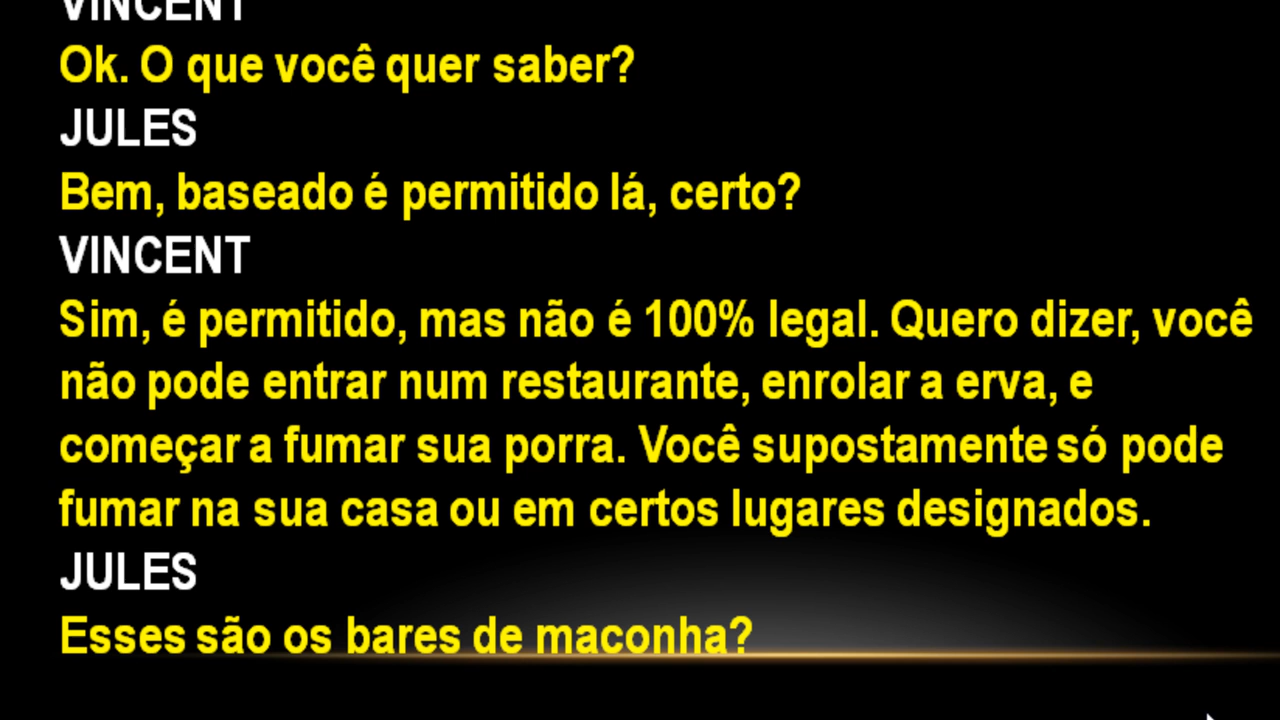 VINCENT
Ok. O que você quer saber?
JULES
Bem, baseado é permitido lá, certo?
VINCENT
Sim, é permitido, mas não é 100% legal. Quero dizer, você
não pode entrar num restaurante, enrolar a erva, e
começar a fumar sua porra. Você supostamente só pode
fumar na sua casa ou em certos lugares designados.
JULES
Esses são os bares de maconha?